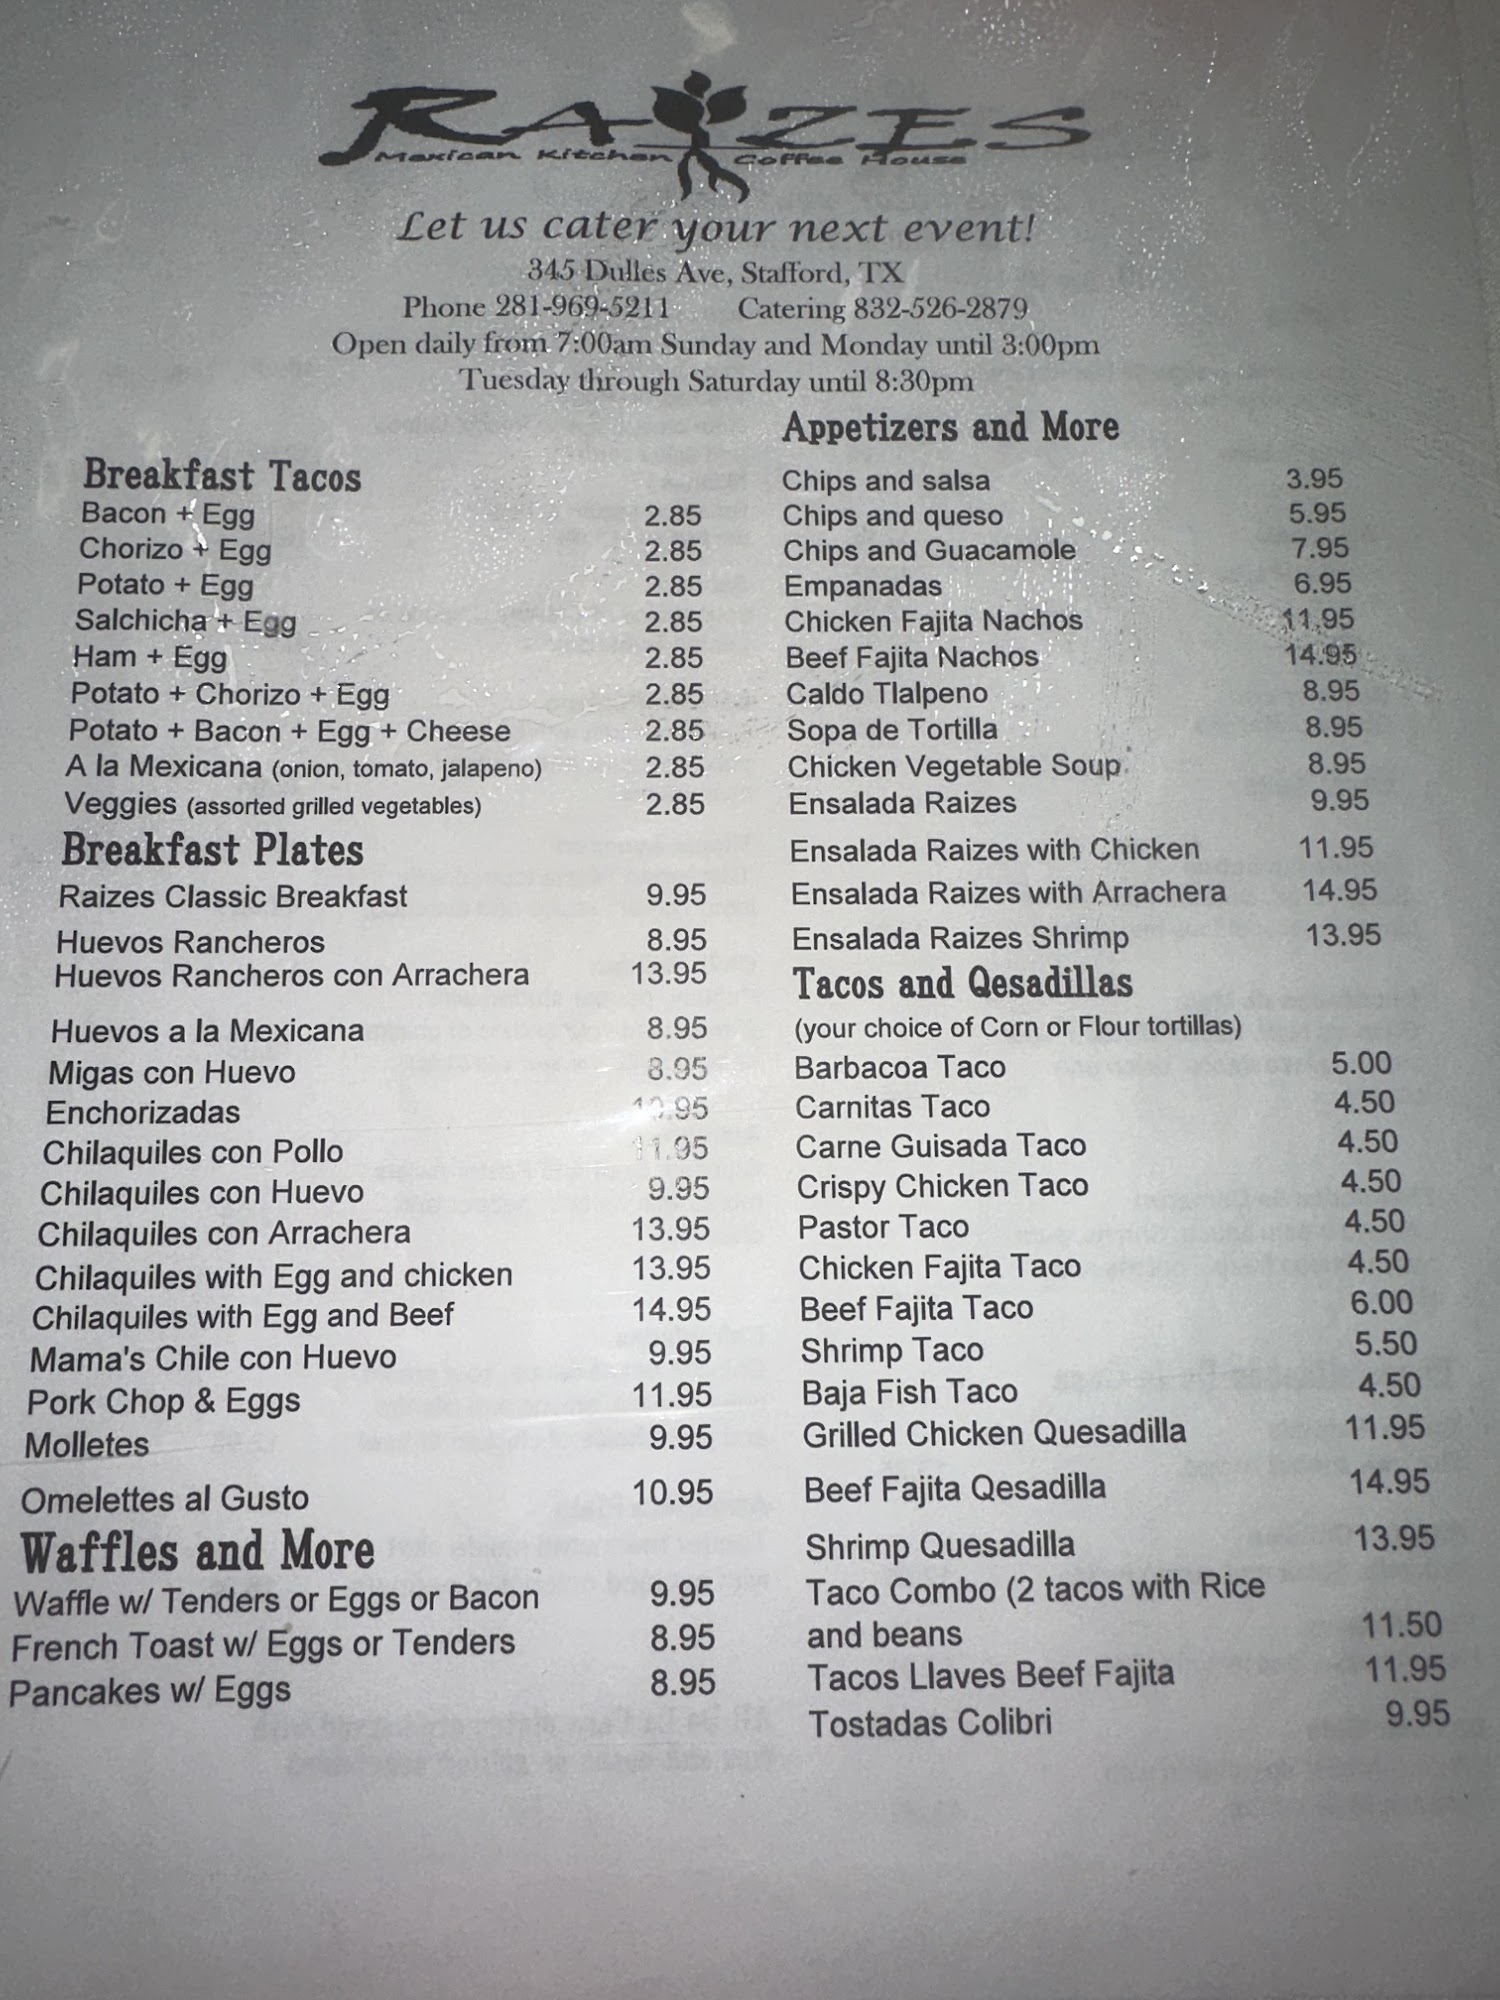 RAIZES
Mexican Kitchen Coffee House
Let us cater your next event!
345 Dulles Ave, Stafford, TX
Phone 281-969-5211 Catering 832-526-2879
Open daily from 7:00am Sunday and Monday until 3:00pm
Tuesday through Saturday until 8:30pm
Breakfast Tacos
Bacon + Egg 2.85
Chorizo + Egg 2.85
Potato + Egg 2.85
Salchicha + Egg 2.85
Ham + Egg 2.85
Potato + Chorizo + Egg 2.85
Potato + Bacon + Egg + Cheese 2.85
A la Mexicana (onion, tomato, jalapeno) 2.85
Veggies (assorted grilled vegetables) 2.85
Breakfast Plates
Raizes Classic Breakfast 9.95
Huevos Rancheros 8.95
Huevos Rancheros con Arrachera 13.95
Huevos a la Mexicana 8.95
Migas con Huevo 8.95
Enchorizadas 10.95
Chilaquiles con Pollo 11.95
Chilaquiles con Huevo 9.95
Chilaquiles con Arrachera 13.95
Chilaquiles with Egg and chicken 13.95
Chilaquiles with Egg and Beef 14.95
Mama's Chile con Huevo 9.95
Pork Chop & Eggs 11.95
Molletes 9.95
Omelettes al Gusto 10.95
Waffles and More
Waffle w/ Tenders or Eggs or Bacon 9.95
French Toast w/ Eggs or Tenders 8.95
Pancakes w/ Eggs 8.95
Appetizers and More
Chips and salsa 3.95
Chips and queso 5.95
Chips and Guacamole 7.95
Empanadas 6.95
Chicken Fajita Nachos 11.95
Beef Fajita Nachos 14.95
Caldo Tlalpeno 8.95
Sopa de Tortilla 8.95
Chicken Vegetable Soup 8.95
Ensalada Raizes 9.95
Ensalada Raizes with Chicken 11.95
Ensalada Raizes with Arrachera 14.95
Ensalada Raizes Shrimp 13.95
Tacos and Qesadillas
(your choice of Corn or Flour tortillas)
Barbacoa Taco 5.00
Carnitas Taco 4.50
Carne Guisada Taco 4.50
Crispy Chicken Taco 4.50
Pastor Taco 4.50
Chicken Fajita Taco 4.50
Beef Fajita Taco 6.00
Shrimp Taco 5.50
Baja Fish Taco 4.50
Grilled Chicken Quesadilla 11.95
Beef Fajita Qesadilla 14.95
Shrimp Quesadilla 13.95
Taco Combo (2 tacos with Rice
and beans 11.50
Tacos Llaves Beef Fajita 11.95
Tostadas Colibri 9.95